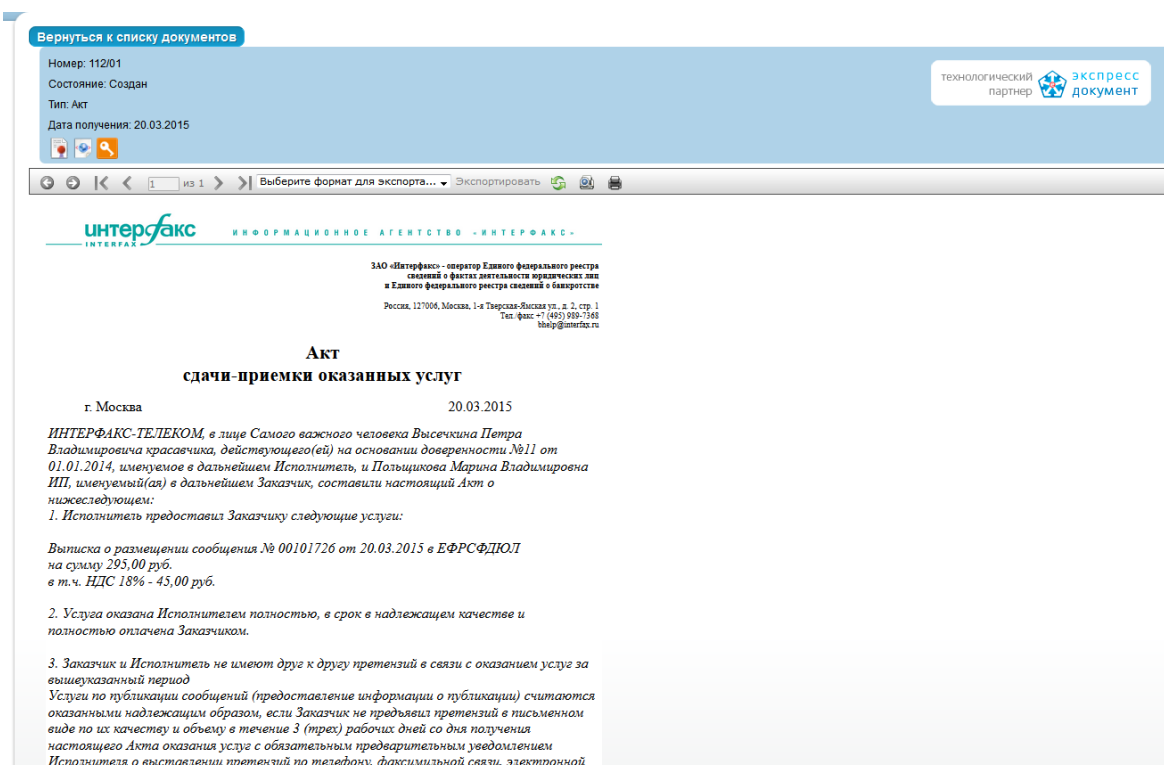 Вернуться к списку документов
Номер: 112/01
Состояние: Создан
Тип: Акт
Дата получения: 20.03.2015
технологический партнер
экспресс документ
1 из 1 Выберите формат для экспорта... Экспортировать
интерфакс
INTERFAX
ИНФОРМАЦИОННОЕ АГЕНТСТВО «ИНТЕРФАКС»
ЗАО «Интерфакс» - оператор Единого федерального реестра
сведений о фактах деятельности юридических лиц
и Единого федерального реестра сведений о банкротстве
Россия, 127006, Москва, 1-я Тверская-Ямская ул., д. 2, стр. 1
Тел./факс +7 (495) 989-7368
bhelp@interfax.ru
Акт
сдачи-приемки оказанных услуг
г. Москва 20.03.2015
ИНТЕРФАКС-ТЕЛЕКОМ, в лице Самого важного человека Высечкина Петра
Владимировича красавчика, действующего(ей) на основании доверенности №11 от
01.01.2014, именуемое в дальнейшем Исполнитель, и Польщикова Марина Владимировна
ИП, именуемый(ая) в дальнейшем Заказчик, составили настоящий Акт о
нижеследующем:
1. Исполнитель предоставил Заказчику следующие услуги:
Выписка о размещении сообщения № 00101726 от 20.03.2015 в ЕФРСФДЮЛ
на сумму 295,00 руб.
в т.ч. НДС 18% - 45,00 руб.
2. Услуга оказана Исполнителем полностью, в срок в надлежащем качестве и
полностью оплачена Заказчиком.
3. Заказчик и Исполнитель не имеют друг к другу претензий в связи с оказанием услуг за
вышеуказанный период
Услуги по публикации сообщений (предоставление информации о публикации) считаются
оказанными надлежащим образом, если Заказчик не предъявил претензий в письменном
виде по их качеству и объему в течение 3 (трех) рабочих дней со дня получения
настоящего Акта оказания услуг с обязательным предварительным уведомлением
Исполнителя о выставлении претензий по телефону, факсимильной связи, электронной